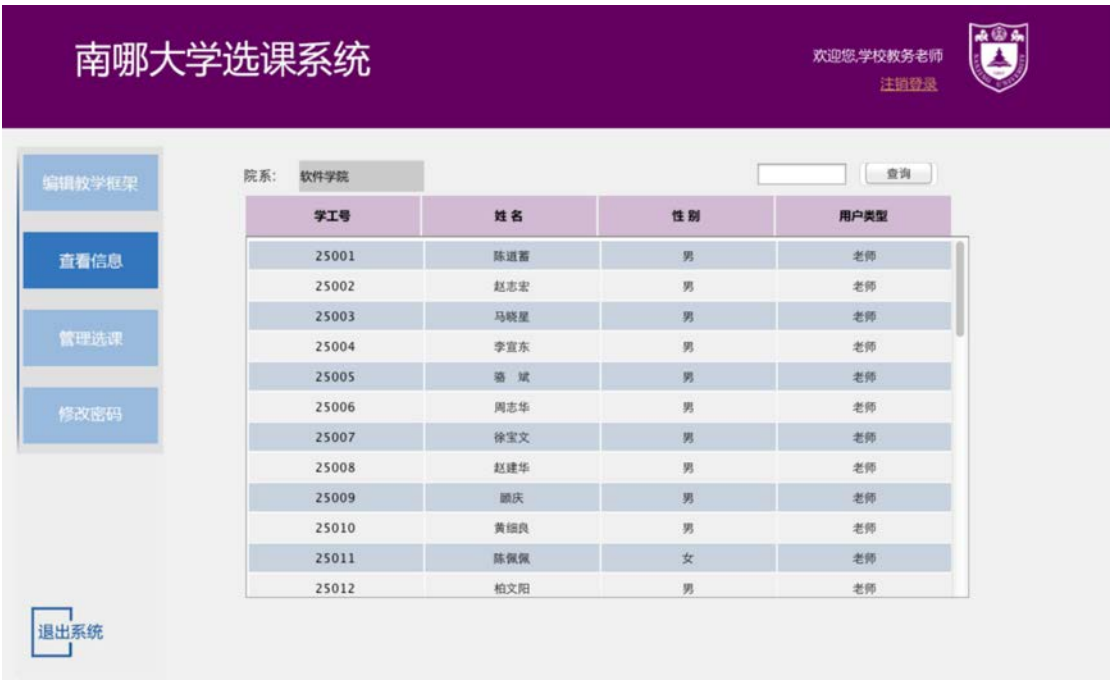 南哪大学选课系统
欢迎您,学校教务老师
注销登录
编辑教学框架
查看信息
管理选课
修改密码
退出系统
院系: 软件学院
查询
学工号 姓名 性别 用户类型
25001 陈道蓄 男 老师
25002 赵志宏 男 老师
25003 马晓星 男 老师
25004 李宣东 男 老师
25005 骆 斌 男 老师
25006 周志华 男 老师
25007 徐宝文 男 老师
25008 赵建华 男 老师
25009 顾庆 男 老师
25010 黄细良 男 老师
25011 陈佩佩 女 老师
25012 柏文阳 男 老师